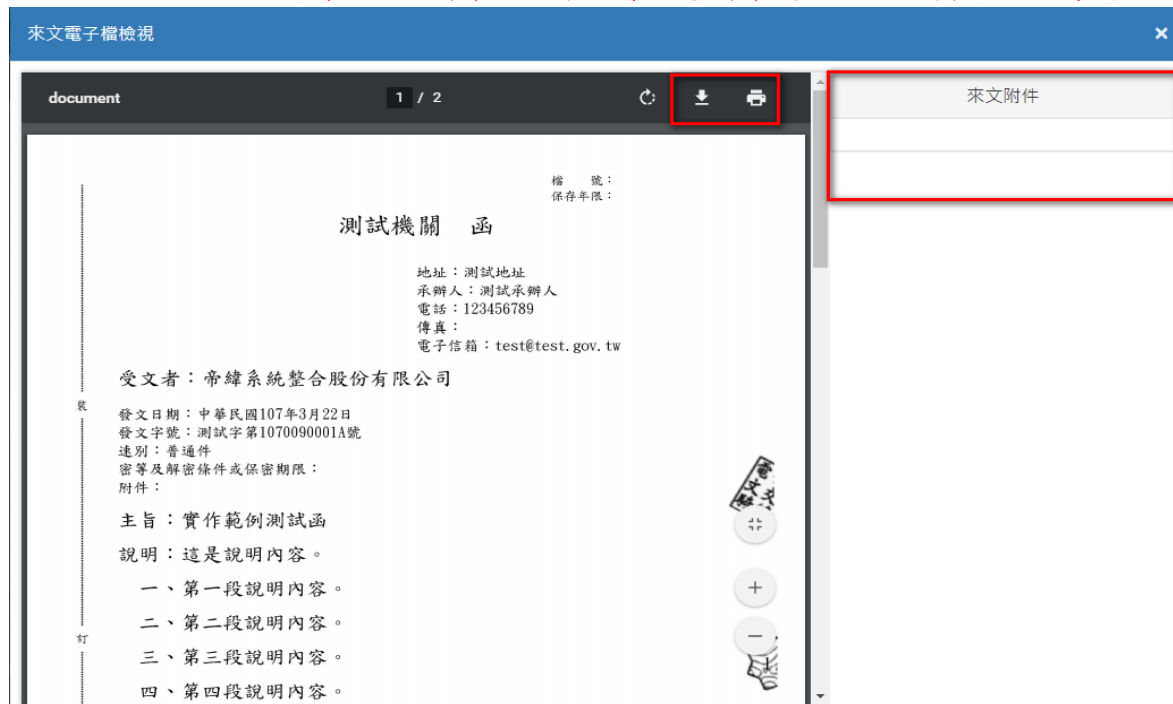 來文電子檔檢視
document
1 / 2
來文附件
檔 號：
保存年限：
測試機關 函
地址：測試地址
承辦人：測試承辦人
電話：123456789
傳真：
電子信箱：test@test.gov.tw
受文者：帝緯系統整合股份有限公司
發文日期：中華民國107年3月22日
發文字號：測試字第1070090001A號
速別：普通件
密等及解密條件或保密期限：
附件：
主旨：實作範例測試函
說明：這是說明內容。
一、第一段說明內容。
二、第二段說明內容。
三、第三段說明內容。
四、第四段說明內容。
裝
訂